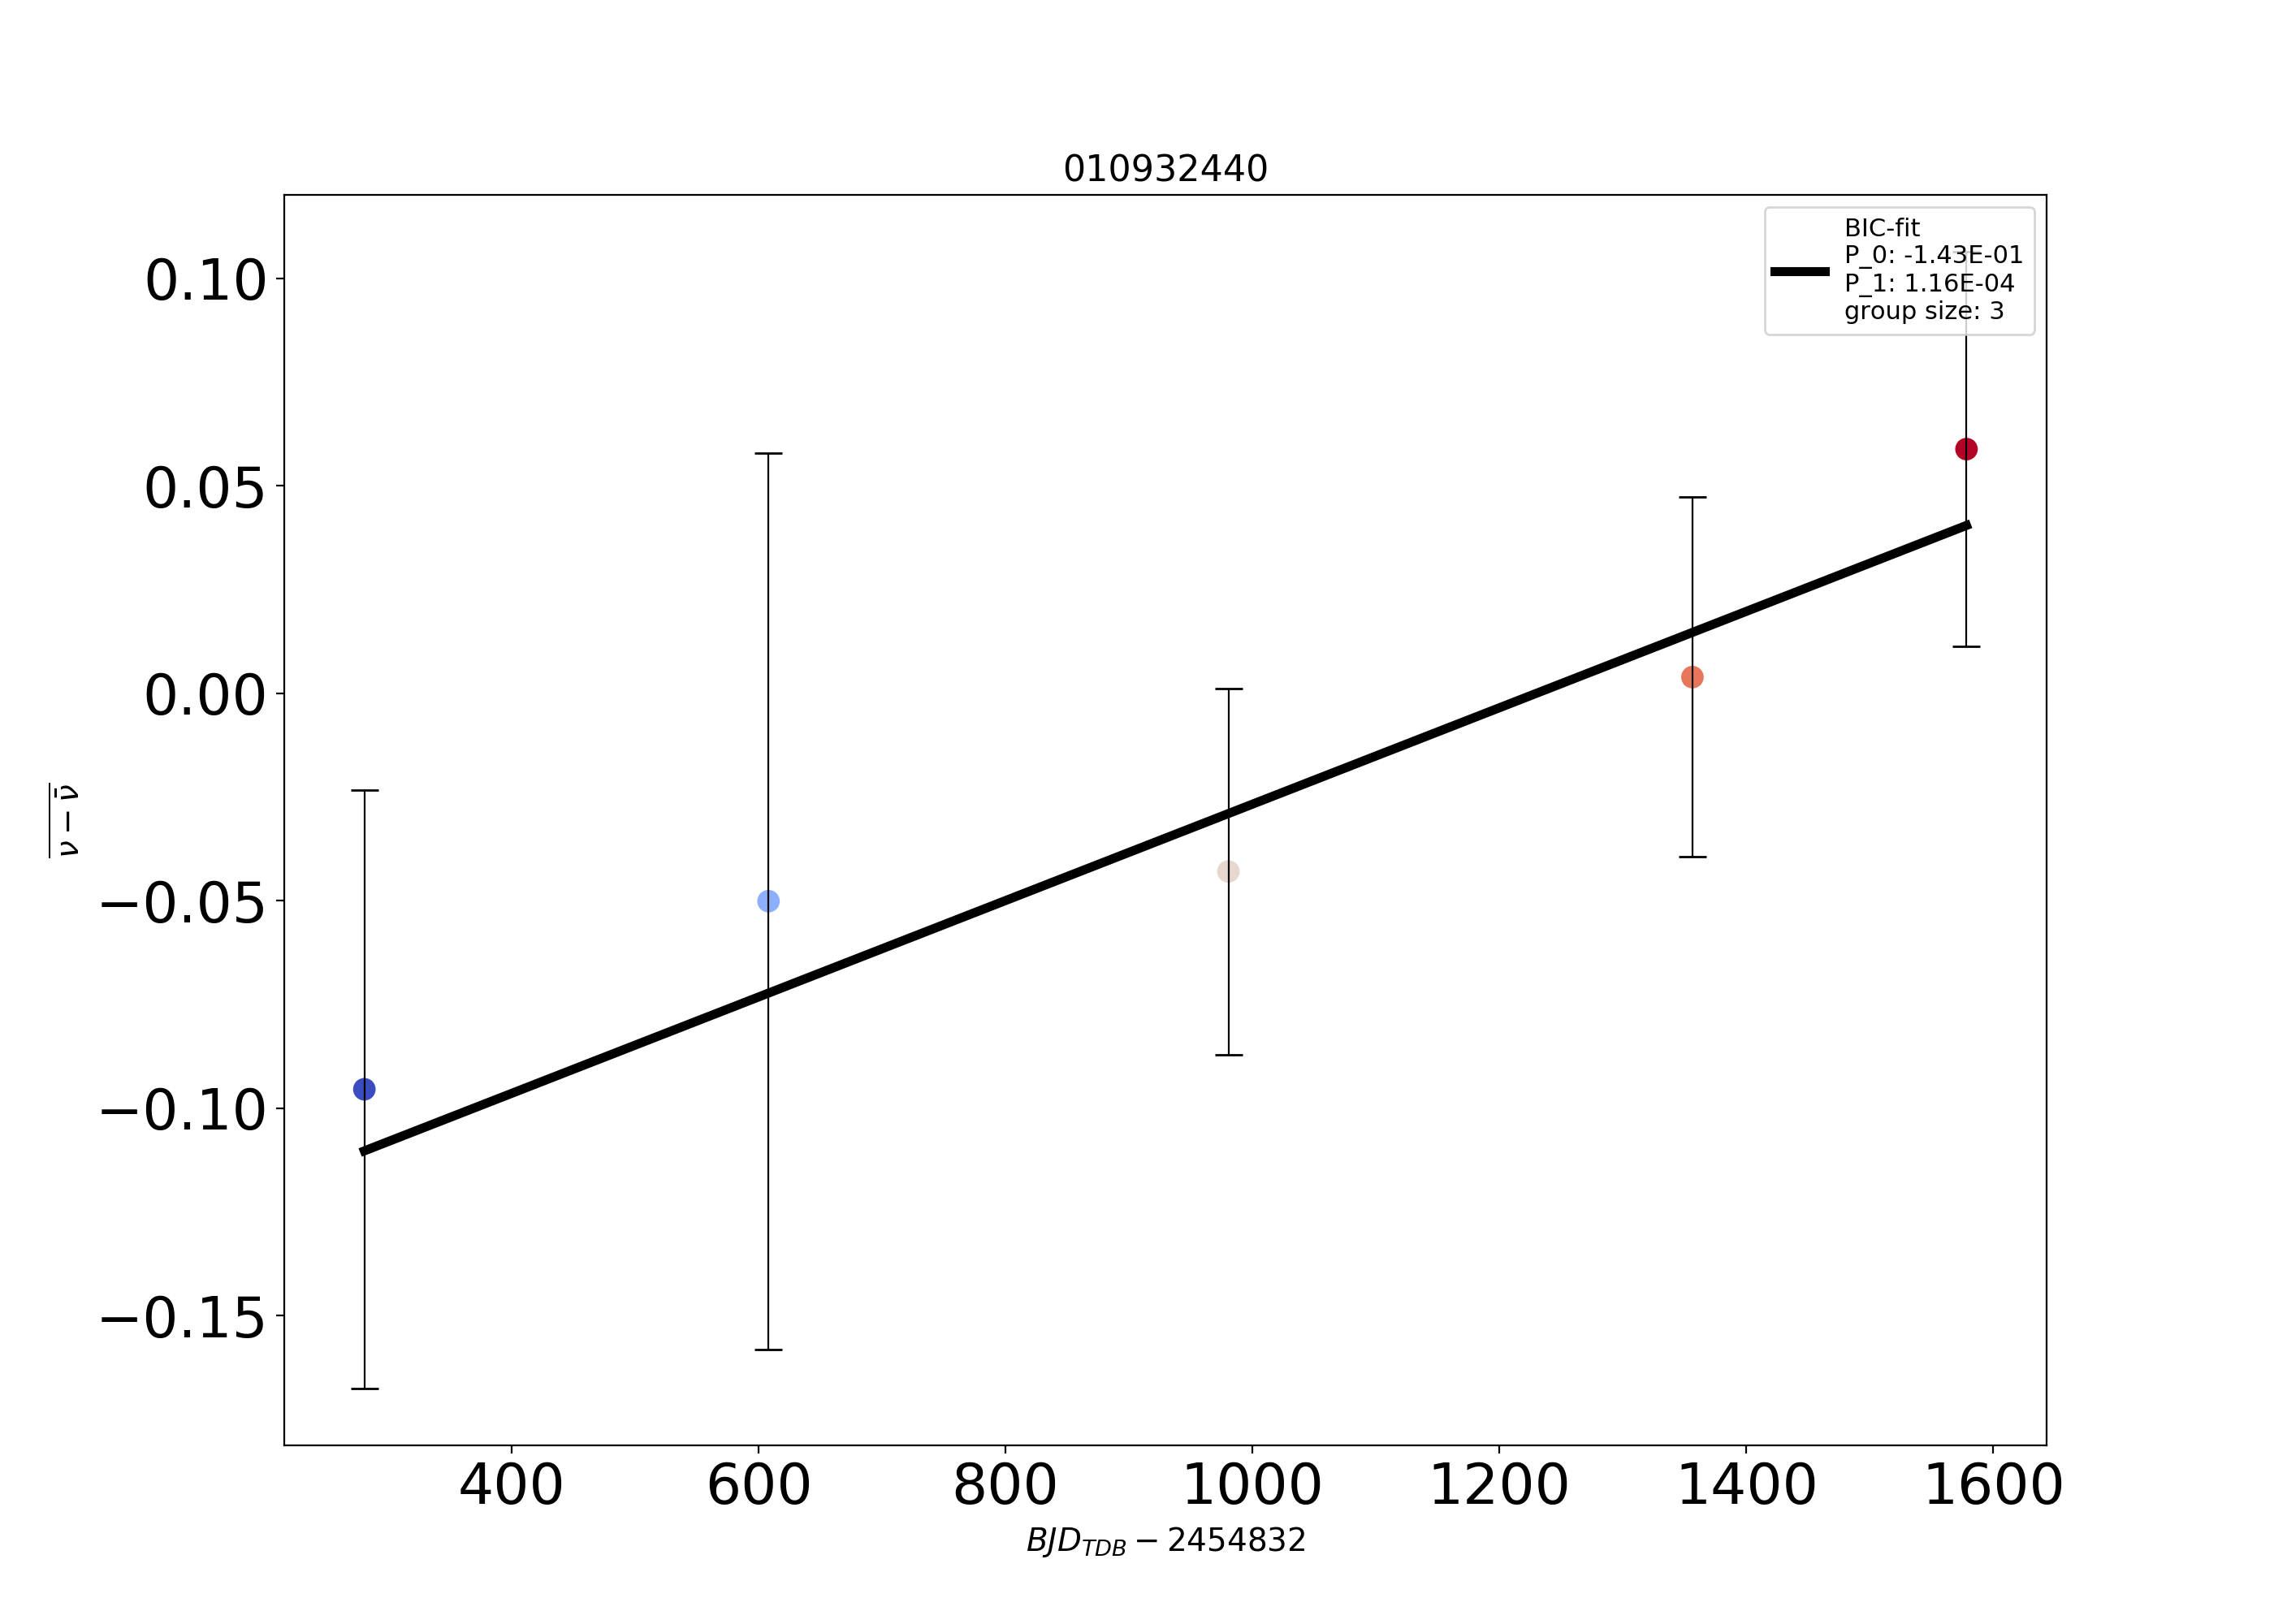 010932440
BIC-fit
P_0: -1.43E-01
P_1: 1.16E-04
group size: 3
0.10
0.05
0.00
−0.05
−0.10
−0.15
ν − ν̄
400 600 800 1000 1200 1400 1600
BJD_TDB − 2454832